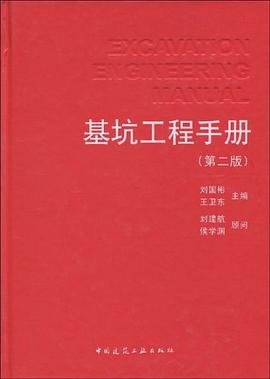 EXCAVATION
ENGINEERING
MANUAL
基坑工程手册
(第二版)
刘国彬
王卫东
主编
刘建航
侯学渊
顾问
中国建筑工业出版社